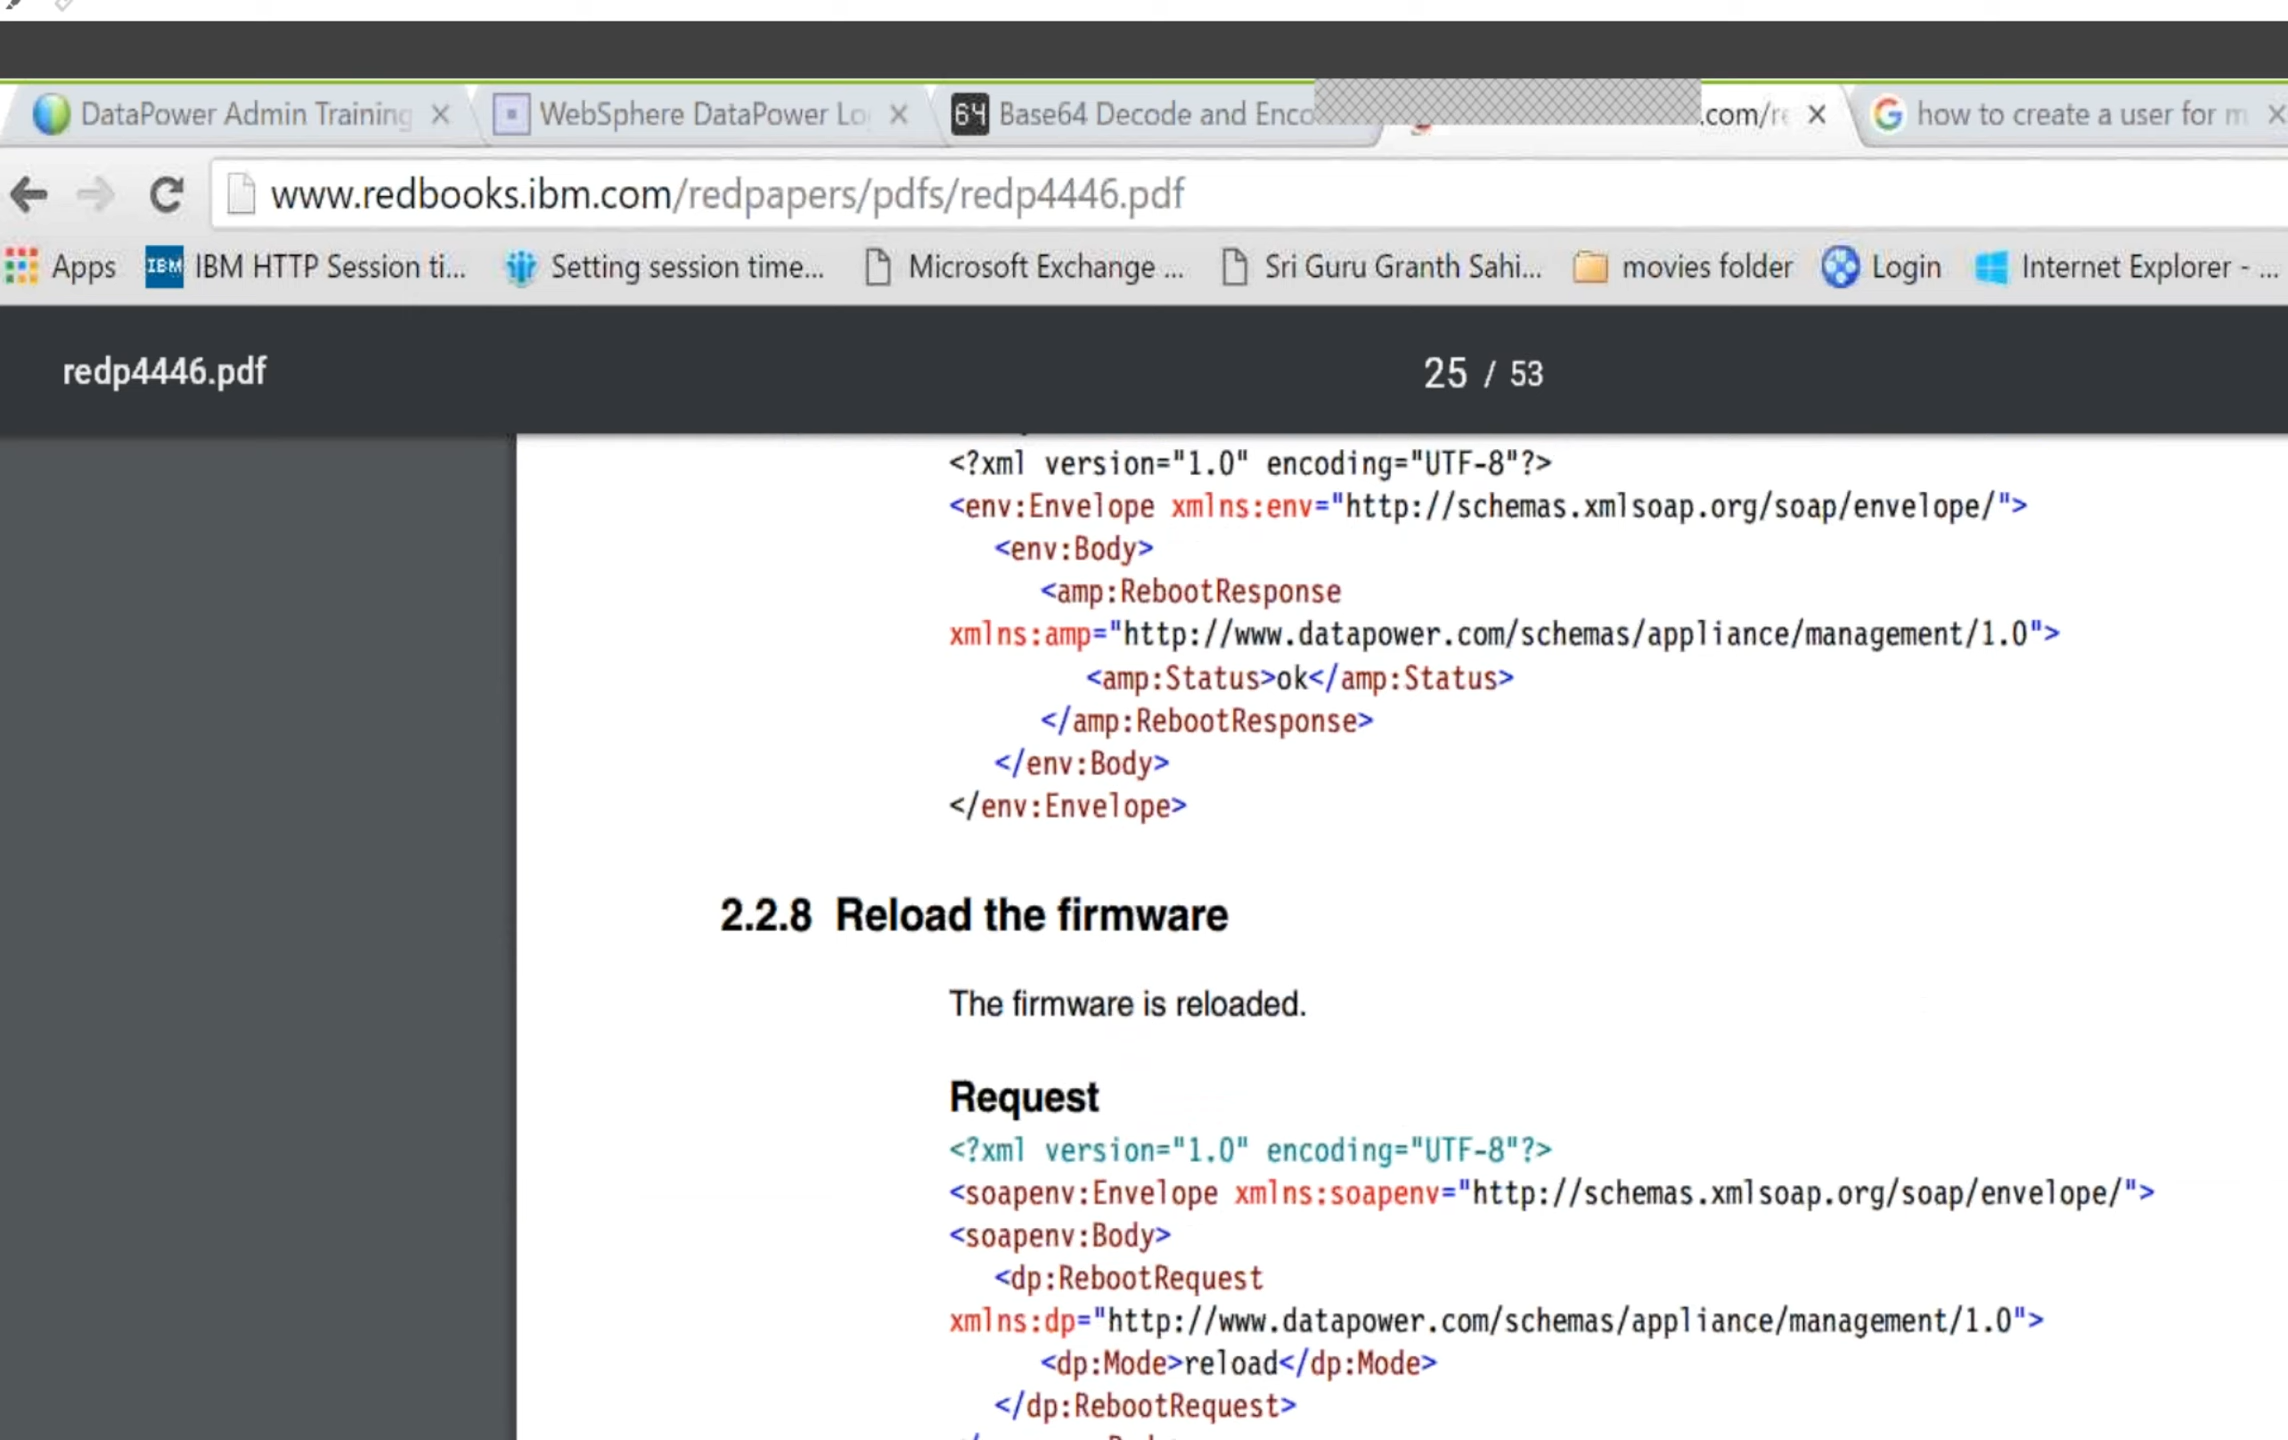 DataPower Admin Training
WebSphere DataPower Lo
Base64 Decode and Enco
.com/re
how to create a user for m
www.redbooks.ibm.com/redpapers/pdfs/redp4446.pdf
Apps
IBM
IBM HTTP Session ti...
Setting session time...
Microsoft Exchange ...
Sri Guru Granth Sahi...
movies folder
Login
Internet Explorer - ...
redp4446.pdf
25 / 53
<?xml version="1.0" encoding="UTF-8"?>
<env:Envelope xmlns:env="http://schemas.xmlsoap.org/soap/envelope/">
<env:Body>
<amp:RebootResponse
xmlns:amp="http://www.datapower.com/schemas/appliance/management/1.0">
<amp:Status>ok</amp:Status>
</amp:RebootResponse>
</env:Body>
</env:Envelope>
2.2.8 Reload the firmware
The firmware is reloaded.
Request
<?xml version="1.0" encoding="UTF-8"?>
<soapenv:Envelope xmlns:soapenv="http://schemas.xmlsoap.org/soap/envelope/">
<soapenv:Body>
<dp:RebootRequest
xmlns:dp="http://www.datapower.com/schemas/appliance/management/1.0">
<dp:Mode>reload</dp:Mode>
</dp:RebootRequest>